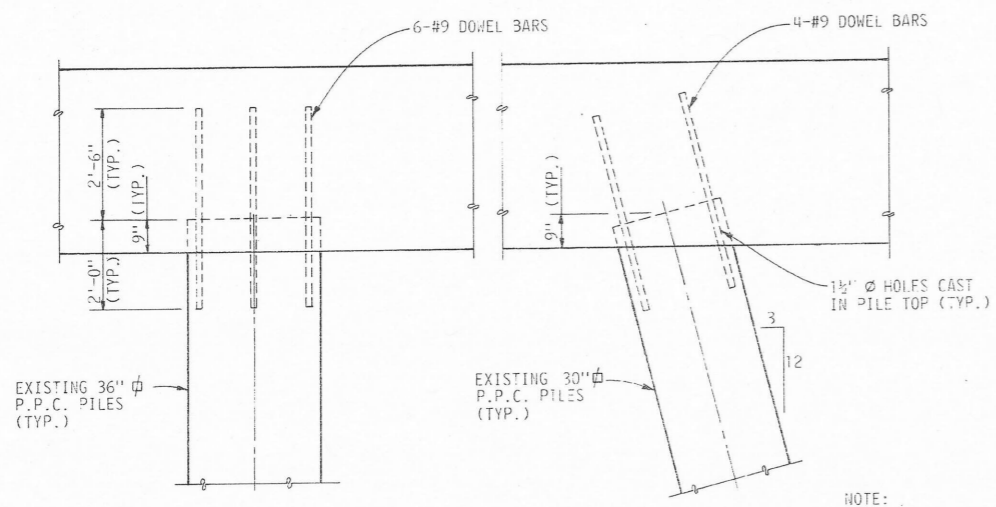 6-#9 DOWEL BARS
4-#9 DOWEL BARS
2'-6"
(TYP.)
9" (TYP.)
2'-0"
(TYP.)
9" (TYP.)
1½" Ø HOLES CAST
IN PILE TOP (TYP.)
3
12
EXISTING 36"
P.P.C. PILES
(TYP.)
EXISTING 30"
P.P.C. PILES
(TYP.)
NOTE: